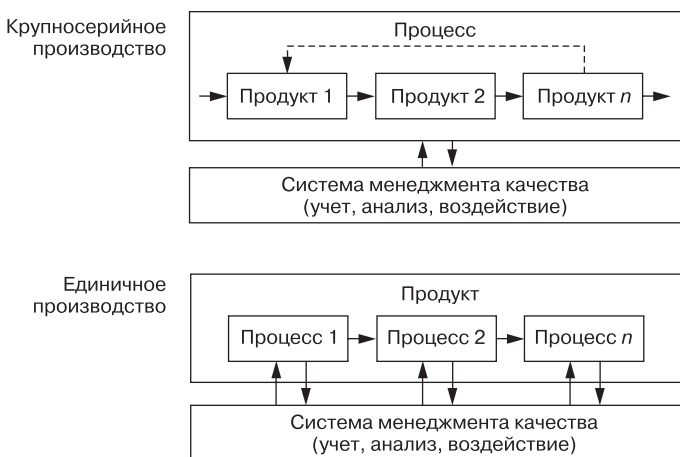 Крупносерийное
производство
Процесс
Продукт 1
Продукт 2
Продукт n
Система менеджмента качества
(учет, анализ, воздействие)
Единичное
производство
Продукт
Процесс 1
Процесс 2
Процесс n
Система менеджмента качества
(учет, анализ, воздействие)